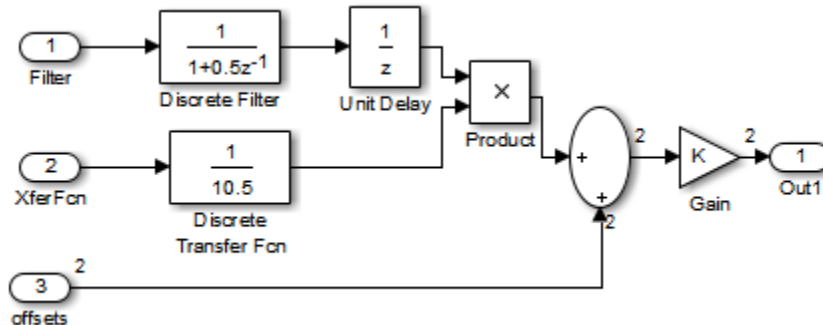 1
Filter
1
1+0.5z-1
Discrete Filter
1
z
Unit Delay
×
Product
2
XferFcn
1
10.5
Discrete
Transfer Fcn
+
+
2
2
K
Gain
2
1
Out1
3
offsets
2